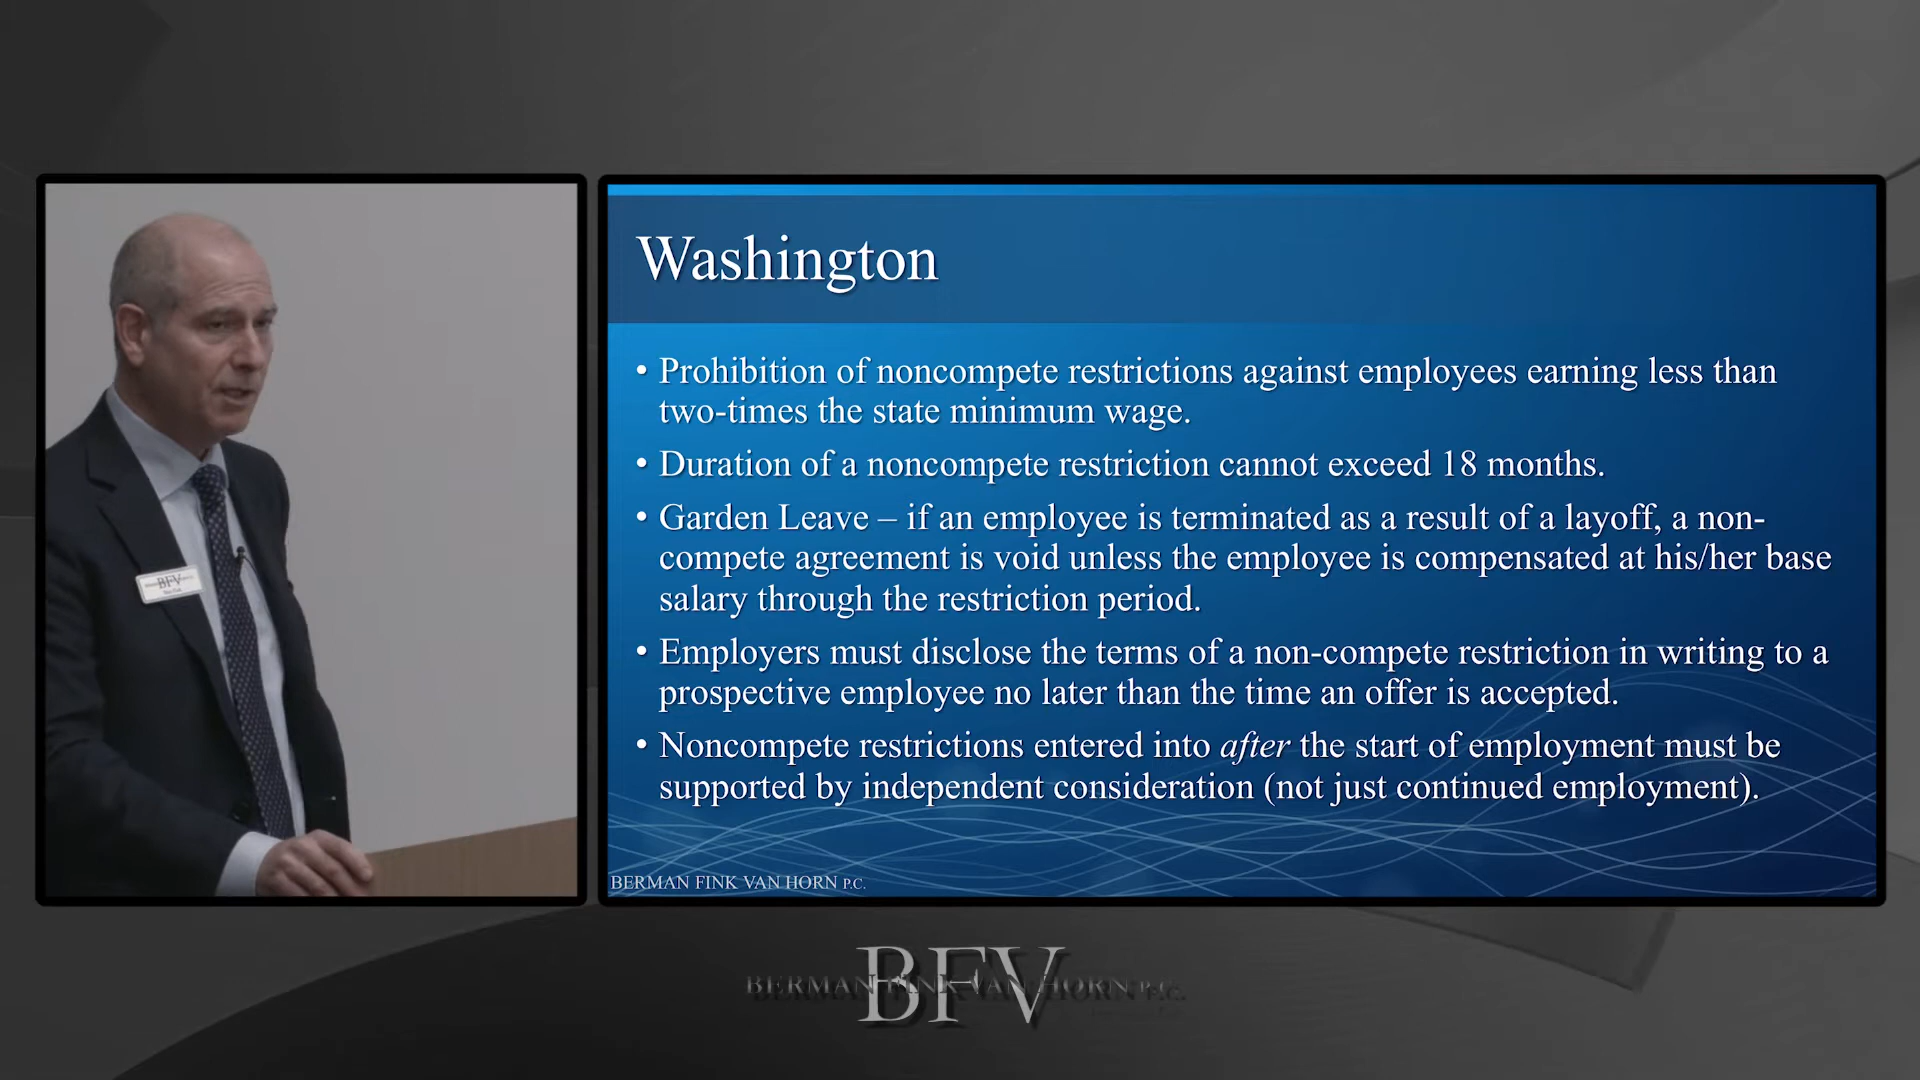 Washington
• Prohibition of noncompete restrictions against employees earning less than
two-times the state minimum wage.
• Duration of a noncompete restriction cannot exceed 18 months.
• Garden Leave – if an employee is terminated as a result of a layoff, a non-
compete agreement is void unless the employee is compensated at his/her base
salary through the restriction period.
• Employers must disclose the terms of a non-compete restriction in writing to a
prospective employee no later than the time an offer is accepted.
• Noncompete restrictions entered into after the start of employment must be
supported by independent consideration (not just continued employment).
BERMAN FINK VAN HORN P.C.
BFV
BFV
BERMAN FINK VAN HORN P.C.